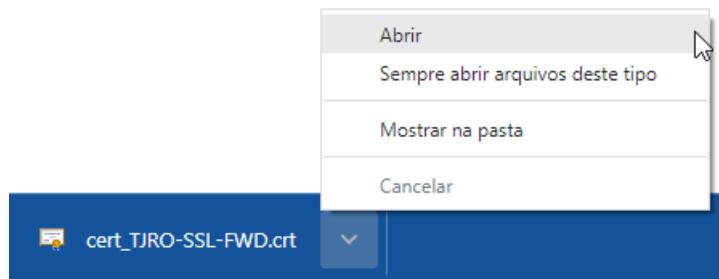 Abrir
Sempre abrir arquivos deste tipo
Mostrar na pasta
Cancelar
cert_TJRO-SSL-FWD.crt